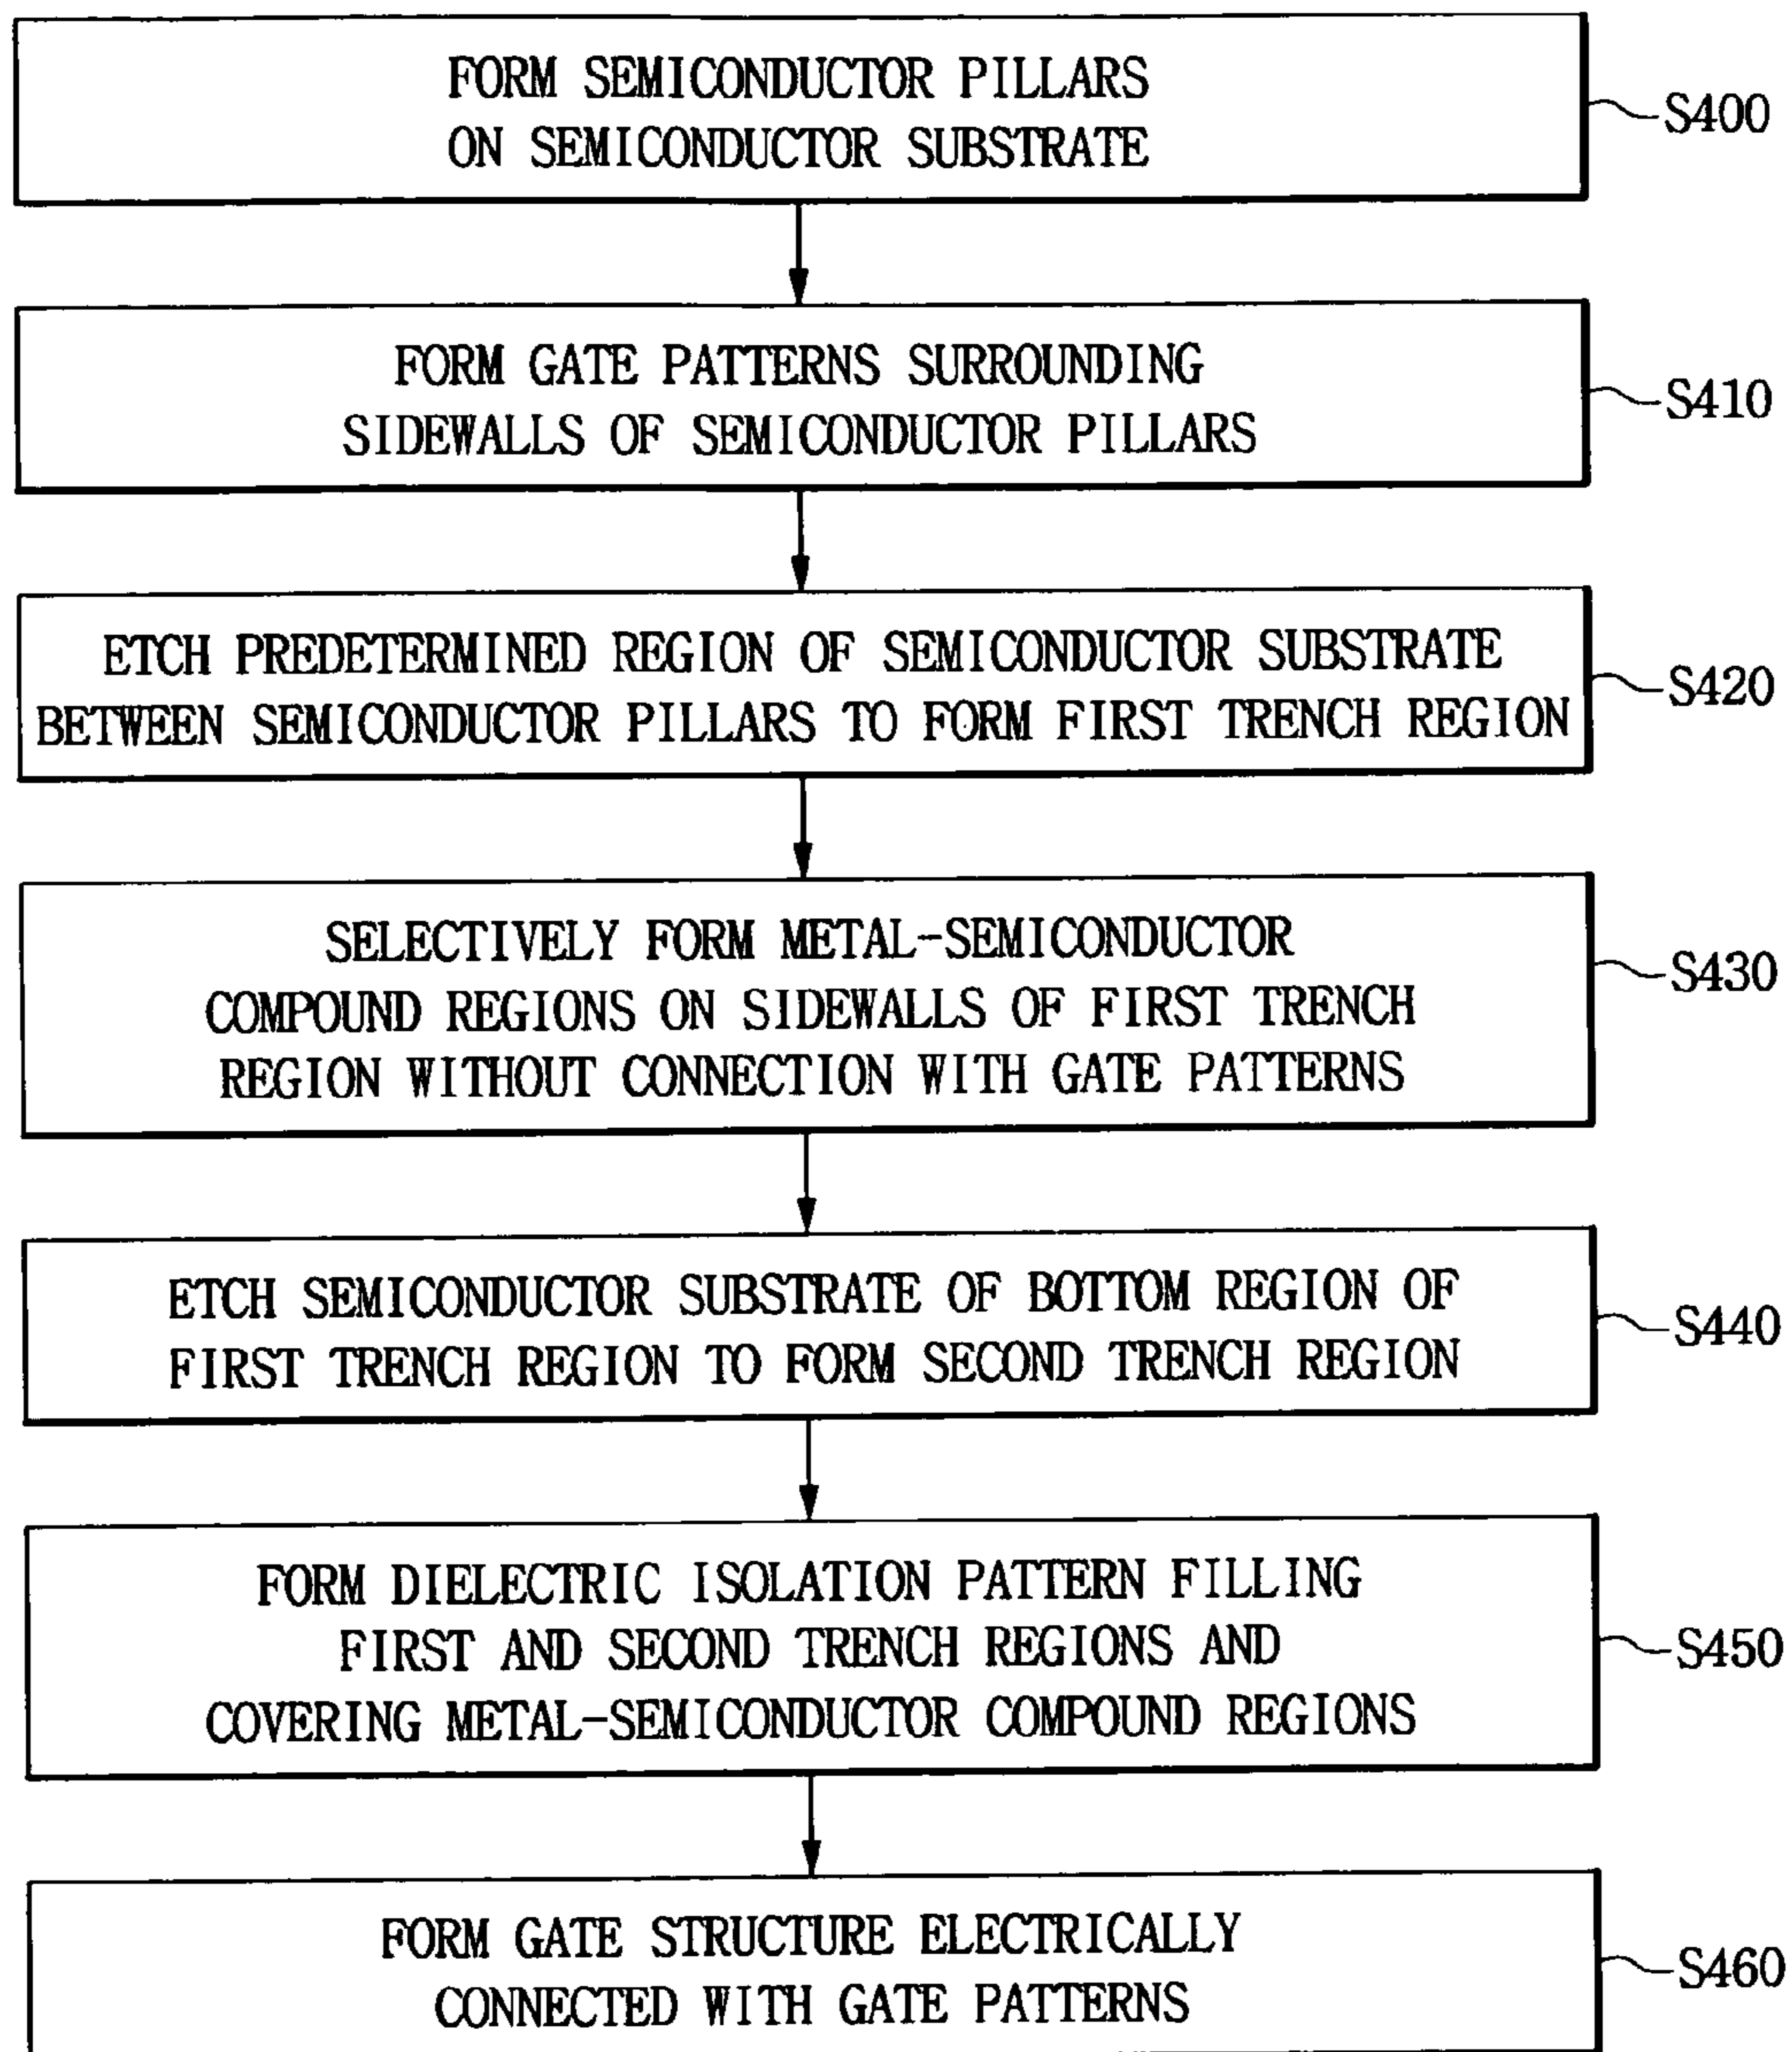 FORM SEMICONDUCTOR PILLARS
ON SEMICONDUCTOR SUBSTRATE
S400
FORM GATE PATTERNS SURROUNDING
SIDEWALLS OF SEMICONDUCTOR PILLARS
S410
ETCH PREDETERMINED REGION OF SEMICONDUCTOR SUBSTRATE
BETWEEN SEMICONDUCTOR PILLARS TO FORM FIRST TRENCH REGION
S420
SELECTIVELY FORM METAL-SEMICONDUCTOR
COMPOUND REGIONS ON SIDEWALLS OF FIRST TRENCH
REGION WITHOUT CONNECTION WITH GATE PATTERNS
S430
ETCH SEMICONDUCTOR SUBSTRATE OF BOTTOM REGION OF
FIRST TRENCH REGION TO FORM SECOND TRENCH REGION
S440
FORM DIELECTRIC ISOLATION PATTERN FILLING
FIRST AND SECOND TRENCH REGIONS AND
COVERING METAL-SEMICONDUCTOR COMPOUND REGIONS
S450
FORM GATE STRUCTURE ELECTRICALLY
CONNECTED WITH GATE PATTERNS
S460